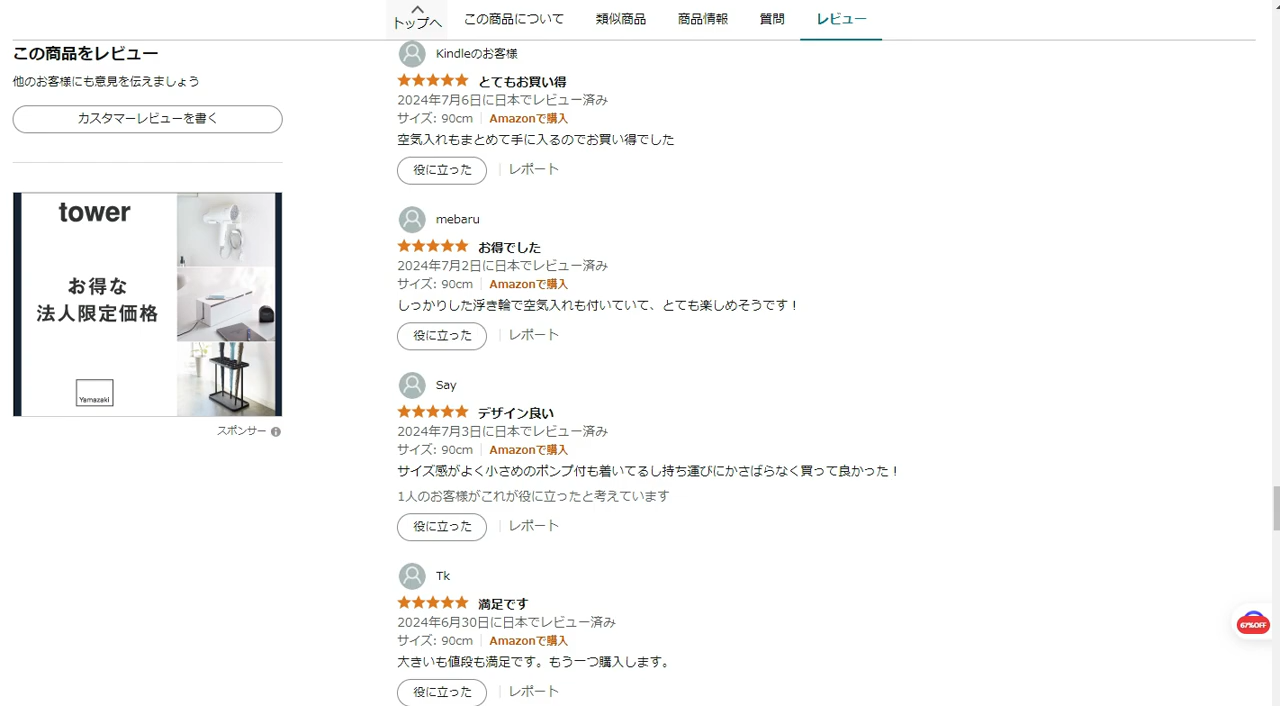 トップへ
この商品について
類似商品
商品情報
質問
レビュー
この商品をレビュー
他のお客様にも意見を伝えましょう
カスタマーレビューを書く
tower
お得な
法人限定価格
Yamazaki
スポンサー
Kindleのお客様
とてもお買い得
2024年7月6日に日本でレビュー済み
サイズ: 90cm Amazonで購入
空気入れもまとめて手に入るのでお買い得でした
役に立った レポート
mebaru
お得でした
2024年7月2日に日本でレビュー済み
サイズ: 90cm Amazonで購入
しっかりした浮き輪で空気入れも付いていて、とても楽しめそうです！
役に立った レポート
Say
デザイン良い
2024年7月3日に日本でレビュー済み
サイズ: 90cm Amazonで購入
サイズ感がよく小さめのポンプ付も着いてるし持ち運びにかさばらなく買って良かった！
1人のお客様がこれが役に立ったと考えています
役に立った レポート
Tk
満足です
2024年6月30日に日本でレビュー済み
サイズ: 90cm Amazonで購入
大きいも値段も満足です。もう一つ購入します。
役に立った レポート
67%OFF